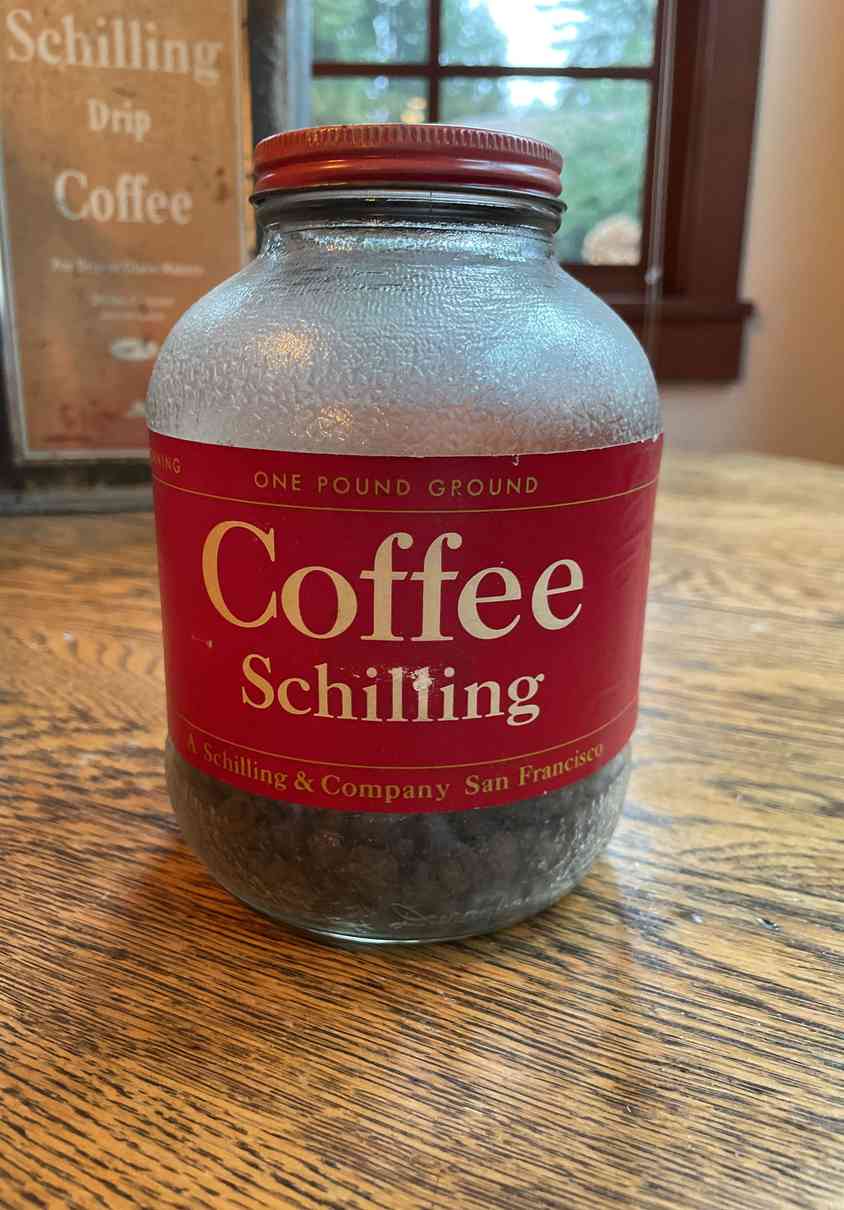 Schilling
Drip
Coffee
ONE POUND GROUND
Coffee
Schilling
A Schilling & Company San Francisco